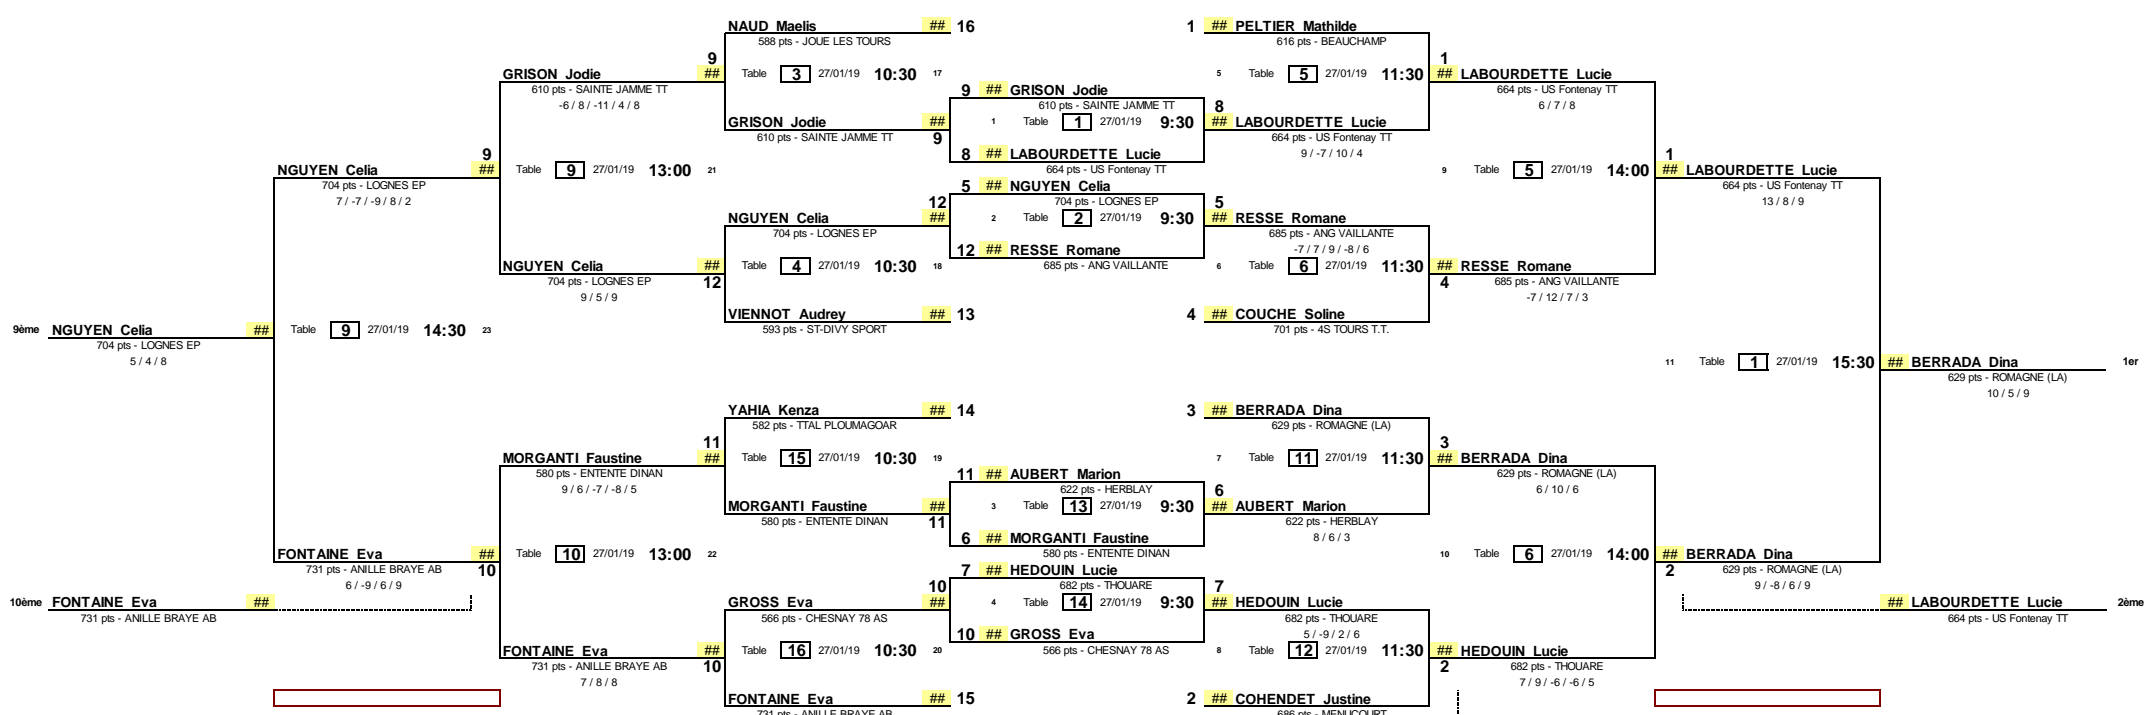 NAUD Maelis ## 16 1 ## PELTIER Mathilde
588 pts - JOUE LES TOURS 616 pts - BEAUCHAMP
9 1
GRISON Jodie ## Table 3 27/01/19 10:30 17 5 Table 5 27/01/19 11:30 ## LABOURDETTE Lucie
610 pts - SAINTE JAMME TT 9 ## GRISON Jodie 664 pts - US Fontenay TT
-6 / 8 / -11 / 4 / 8 610 pts - SAINTE JAMME TT 8 6 / 7 / 8
GRISON Jodie ## 1 Table 1 27/01/19 9:30 ## LABOURDETTE Lucie
610 pts - SAINTE JAMME TT 9 664 pts - US Fontenay TT
9 8 ## LABOURDETTE Lucie 9 / -7 / 10 / 4 1
NGUYEN Celia ## Table 9 27/01/19 13:00 21 664 pts - US Fontenay TT 9 Table 5 27/01/19 14:00 ## LABOURDETTE Lucie
704 pts - LOGNES EP 5 ## NGUYEN Celia 664 pts - US Fontenay TT
7 / -7 / -9 / 8 / 2 12 704 pts - LOGNES EP 5 13 / 8 / 9
NGUYEN Celia ## 2 Table 2 27/01/19 9:30 ## RESSE Romane
704 pts - LOGNES EP 685 pts - ANG VAILLANTE
12 ## RESSE Romane -7 / 7 / 9 / -8 / 6
NGUYEN Celia ## Table 4 27/01/19 10:30 18 685 pts - ANG VAILLANTE 6 Table 6 27/01/19 11:30 ## RESSE Romane
704 pts - LOGNES EP 12 4 685 pts - ANG VAILLANTE
9 / 5 / 9 -7 / 12 / 7 / 3
VIENNOT Audrey ## 13 4 ## COUCHE Soline
9ème NGUYEN Celia ## Table 9 27/01/19 14:30 23 593 pts - ST-DIVY SPORT 701 pts - 4S TOURS T.T.
704 pts - LOGNES EP
5 / 4 / 8 11 Table 1 27/01/19 15:30 ## BERRADA Dina 1er
629 pts - ROMAGNE (LA)
10 / 5 / 9
YAHIA Kenza ## 14 3 ## BERRADA Dina
582 pts - TTAL PLOUMAGOAR 629 pts - ROMAGNE (LA)
11 3
MORGANTI Faustine ## Table 15 27/01/19 10:30 19 7 Table 11 27/01/19 11:30 ## BERRADA Dina
580 pts - ENTENTE DINAN 11 ## AUBERT Marion 629 pts - ROMAGNE (LA)
9 / 6 / -7 / -8 / 5 622 pts - HERBLAY 6 6 / 10 / 6
MORGANTI Faustine ## 3 Table 13 27/01/19 9:30 ## AUBERT Marion
580 pts - ENTENTE DINAN 11 622 pts - HERBLAY
6 ## MORGANTI Faustine 8 / 6 / 3
FONTAINE Eva ## Table 10 27/01/19 13:00 22 580 pts - ENTENTE DINAN 10 Table 6 27/01/19 14:00 ## BERRADA Dina
731 pts - ANILLE BRAYE AB 10 7 ## HEDOUIN Lucie 2 629 pts - ROMAGNE (LA)
6 / -9 / 6 / 9 10 682 pts - THOUARE 7 9 / -8 / 6 / 9
10ème FONTAINE Eva ## GROSS Eva ## 4 Table 14 27/01/19 9:30 ## HEDOUIN Lucie ## LABOURDETTE Lucie 2ème
731 pts - ANILLE BRAYE AB 566 pts - CHESNAY 78 AS 682 pts - THOUARE 664 pts - US Fontenay TT
10 ## GROSS Eva 5 / -9 / 2 / 6
FONTAINE Eva ## Table 16 27/01/19 10:30 20 566 pts - CHESNAY 78 AS 8 Table 12 27/01/19 11:30 ## HEDOUIN Lucie
731 pts - ANILLE BRAYE AB 10 2 682 pts - THOUARE
7 / 8 / 8 7 / 9 / -6 / -6 / 5
FONTAINE Eva ## 15 2 ## COHENDET Justine
731 pts - ANILLE BRAYE AB 686 pts - MENUCOURT